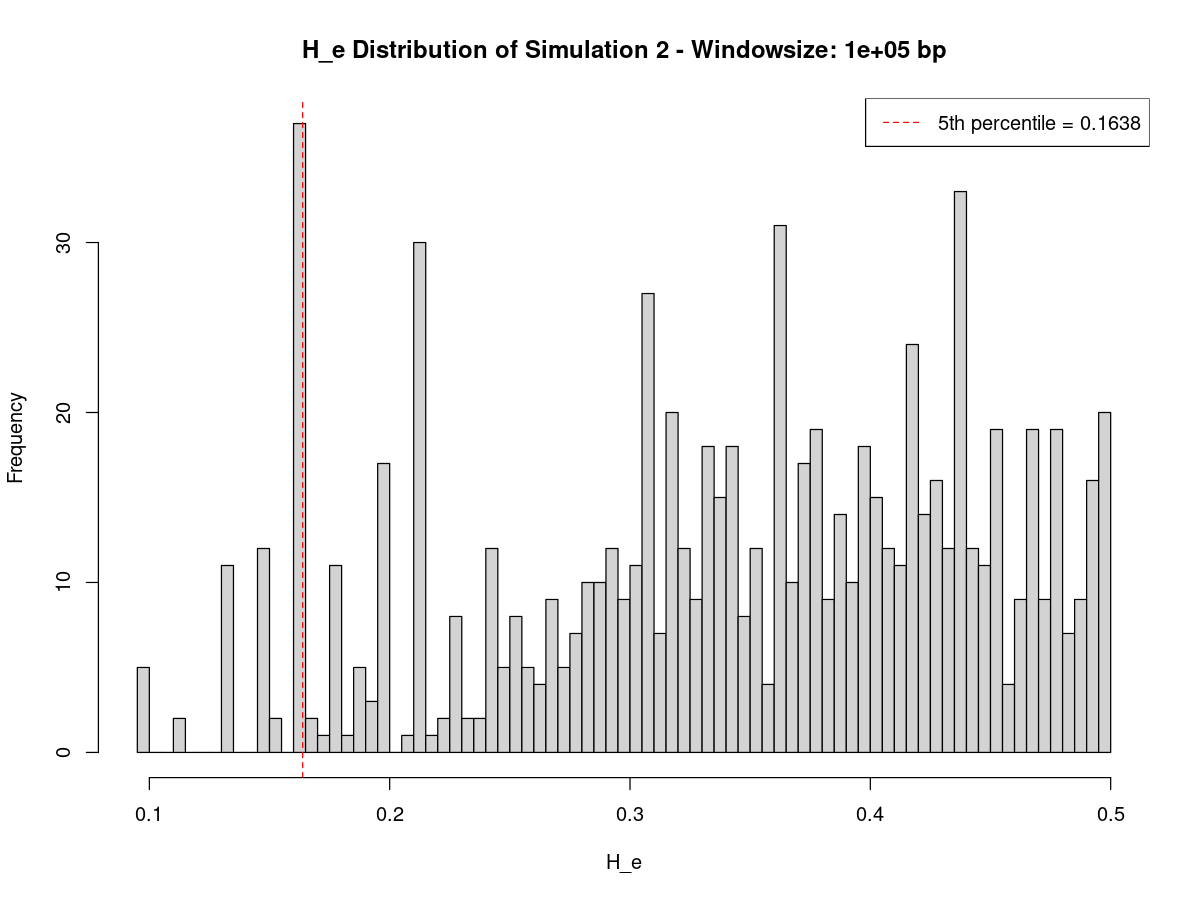 H_e Distribution of Simulation 2 - Windowsize: 1e+05 bp
5th percentile = 0.1638
Frequency
30
20
10
0
0.1 0.2 0.3 0.4 0.5
H_e